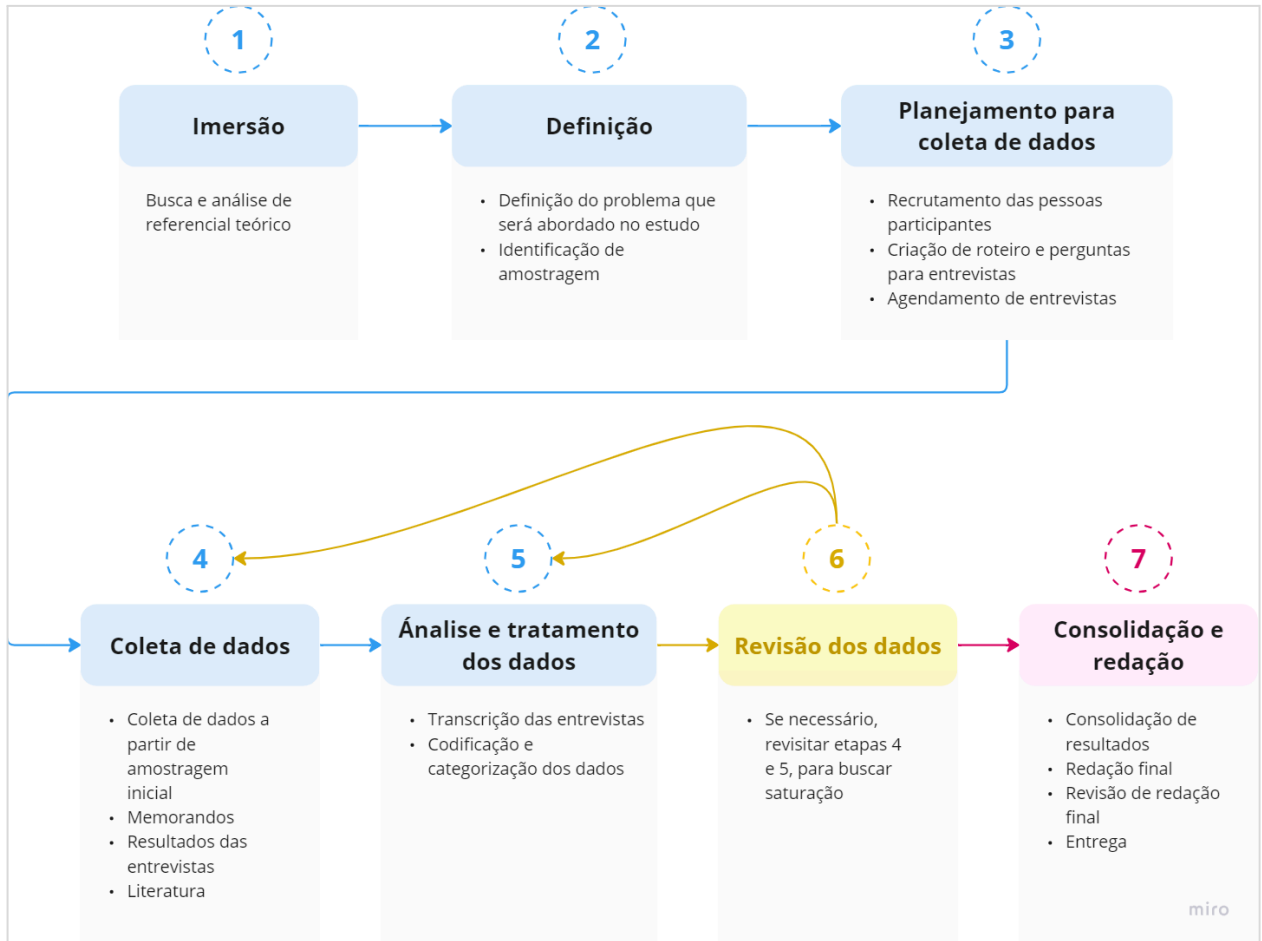 1
2
3
Imersão
Definição
Planejamento para
coleta de dados
Busca e análise de
referencial teórico
• Definição do problema que
será abordado no estudo
• Identificação de
amostragem
• Recrutamento das pessoas
participantes
• Criação de roteiro e perguntas
para entrevistas
• Agendamento de entrevistas
4
5
6
7
Coleta de dados
Ánalise e tratamento
dos dados
Revisão dos dados
Consolidação e
redação
• Coleta de dados a
partir de
amostragem
inicial
• Memorandos
• Resultados das
entrevistas
• Literatura
• Transcrição das entrevistas
• Codificação e
categorização dos dados
• Se necessário,
revisitar etapas 4
e 5, para buscar
saturação
• Consolidação de
resultados
• Redação final
• Revisão de redação
final
• Entrega
miro